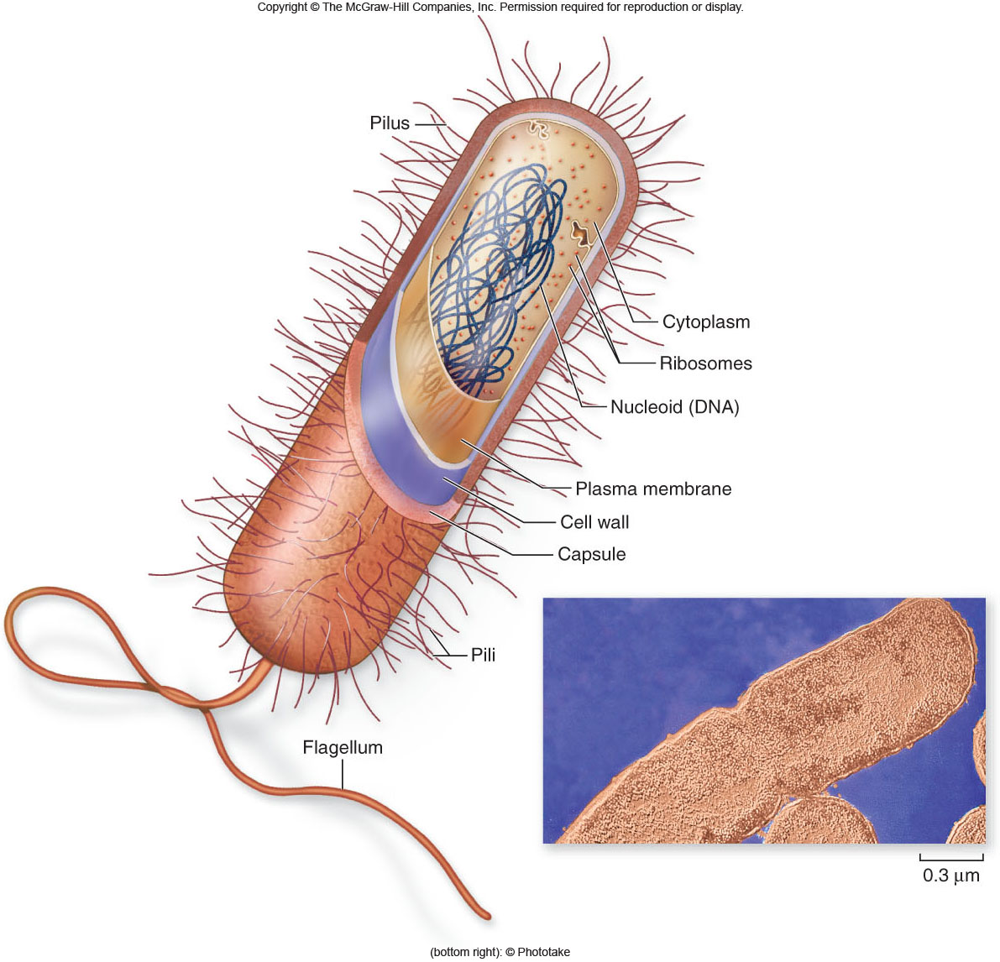 Copyright © The McGraw-Hill Companies, Inc. Permission required for reproduction or display.
Pilus
Cytoplasm
Ribosomes
Nucleoid (DNA)
Plasma membrane
Cell wall
Capsule
Pili
Flagellum
0.3 μm
(bottom right): © Phototake